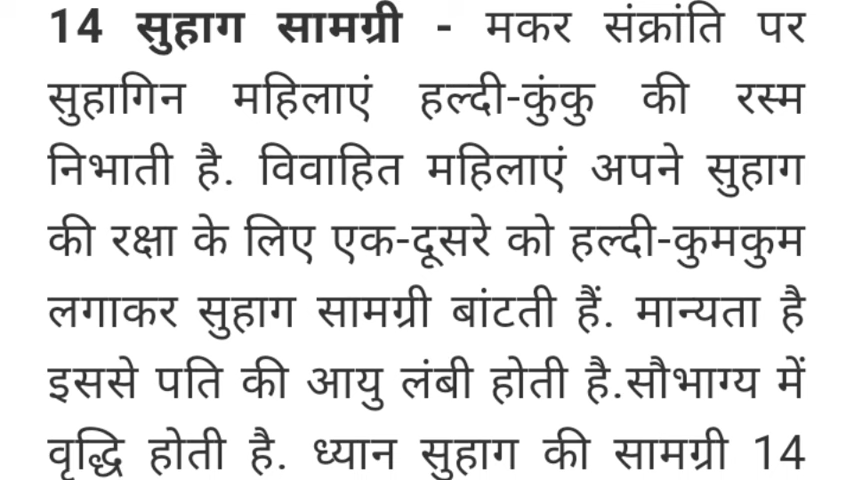 14 सुहाग सामग्री - मकर संक्रांति पर
सुहागिन महिलाएं हल्दी-कुंकु की रस्म
निभाती है. विवाहित महिलाएं अपने सुहाग
की रक्षा के लिए एक-दूसरे को हल्दी-कुमकुम
लगाकर सुहाग सामग्री बांटती हैं. मान्यता है
इससे पति की आयु लंबी होती है.सौभाग्य में
वृद्धि होती है. ध्यान सुहाग की सामग्री 14